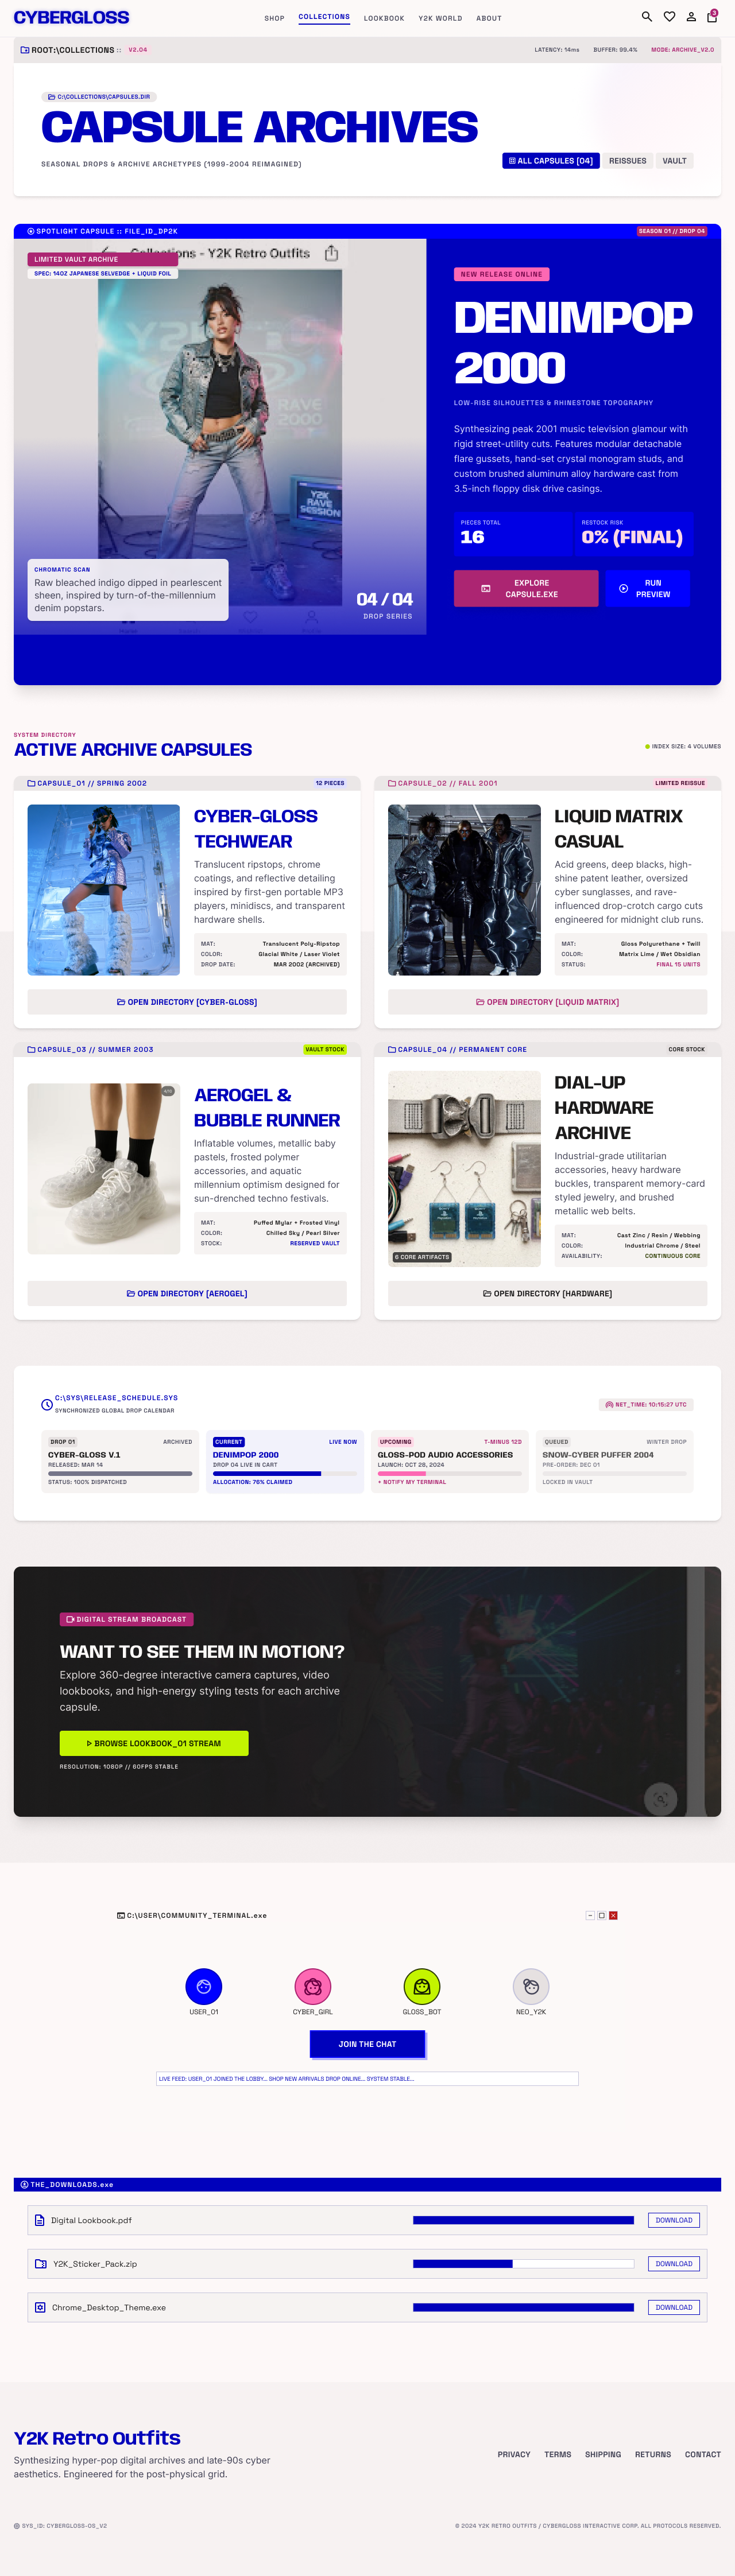 CYBERGLOSS
SHOP COLLECTIONS LOOKBOOK Y2K WORLD ABOUT
3
ROOT:\COLLECTIONS :: V2.04
LATENCY: 14ms BUFFER: 99.4% MODE: ARCHIVE_V2.0
C:\COLLECTIONS\CAPSULES.DIR
CAPSULE ARCHIVES
SEASONAL DROPS & ARCHIVE ARCHETYPES (1999-2004 REIMAGINED)
ALL CAPSULES [04] REISSUES VAULT
SPOTLIGHT CAPSULE :: FILE_ID_DP2K
SEASON 01 // DROP 04
Collections - Y2K Retro Outfits
LIMITED VAULT ARCHIVE
SPEC: 14OZ JAPANESE SELVEDGE + LIQUID FOIL
RAVE
2000
Y2K
RAVE
SESSION
CHROMATIC SCAN
Raw bleached indigo dipped in pearlescent
sheen, inspired by turn-of-the-millennium
denim popstars.
04 / 04
DROP SERIES
NEW RELEASE ONLINE
DENIMPOP
2000
LOW-RISE SILHOUETTES & RHINESTONE TOPOGRAPHY
Synthesizing peak 2001 music television glamour with
rigid street-utility cuts. Features modular detachable
flare gussets, hand-set crystal monogram studs, and
custom brushed aluminum alloy hardware cast from
3.5-inch floppy disk drive casings.
PIECES TOTAL
16
RESTOCK RISK
0% (FINAL)
EXPLORE
CAPSULE.EXE
RUN
PREVIEW
SYSTEM DIRECTORY
ACTIVE ARCHIVE CAPSULES
INDEX SIZE: 4 VOLUMES
CAPSULE_01 // SPRING 2002
12 PIECES
CYBER-GLOSS
TECHWEAR
Translucent ripstops, chrome
coatings, and reflective detailing
inspired by first-gen portable MP3
players, minidiscs, and transparent
hardware shells.
MAT: Translucent Poly-Ripstop
COLOR: Glacial White / Laser Violet
DROP DATE: MAR 2002 (ARCHIVED)
OPEN DIRECTORY [CYBER-GLOSS]
CAPSULE_02 // FALL 2001
LIMITED REISSUE
LIQUID MATRIX
CASUAL
Acid greens, deep blacks, high-
shine patent leather, oversized
cyber sunglasses, and rave-
influenced drop-crotch cargo cuts
engineered for midnight club runs.
MAT: Gloss Polyurethane + Twill
COLOR: Matrix Lime / Wet Obsidian
STATUS: FINAL 15 UNITS
OPEN DIRECTORY [LIQUID MATRIX]
CAPSULE_03 // SUMMER 2003
VAULT STOCK
AEROGEL &
BUBBLE RUNNER
Inflatable volumes, metallic baby
pastels, frosted polymer
accessories, and aquatic
millennium optimism designed for
sun-drenched techno festivals.
MAT: Puffed Mylar + Frosted Vinyl
COLOR: Chilled Sky / Pearl Silver
STOCK: RESERVED VAULT
OPEN DIRECTORY [AEROGEL]
CAPSULE_04 // PERMANENT CORE
CORE STOCK
6 CORE ARTIFACTS
DIAL-UP
HARDWARE
ARCHIVE
Industrial-grade utilitarian
accessories, heavy hardware
buckles, transparent memory-card
styled jewelry, and brushed
metallic web belts.
MAT: Cast Zinc / Resin / Webbing
COLOR: Industrial Chrome / Steel
AVAILABILITY: CONTINUOUS CORE
OPEN DIRECTORY [HARDWARE]
C:\SYS\RELEASE_SCHEDULE.SYS
SYNCHRONIZED GLOBAL DROP CALENDAR
NET_TIME: 10:15:27 UTC
DROP 01 ARCHIVED
CYBER-GLOSS V.1
RELEASED: MAR 14
STATUS: 100% DISPATCHED
CURRENT LIVE NOW
DENIMPOP 2000
DROP 04 LIVE IN CART
ALLOCATION: 76% CLAIMED
UPCOMING T-MINUS 12D
GLOSS-POD AUDIO ACCESSORIES
LAUNCH: OCT 28, 2024
+ NOTIFY MY TERMINAL
QUEUED WINTER DROP
SNOW-CYBER PUFFER 2004
PRE-ORDER: DEC 01
LOCKED IN VAULT
DIGITAL STREAM BROADCAST
WANT TO SEE THEM IN MOTION?
Explore 360-degree interactive camera captures, video
lookbooks, and high-energy styling tests for each archive
capsule.
BROWSE LOOKBOOK_01 STREAM
RESOLUTION: 1080P // 60FPS STABLE
C:\USER\COMMUNITY_TERMINAL.exe
USER_01 CYBER_GIRL GLOSS_BOT NEO_Y2K
JOIN THE CHAT
LIVE FEED: USER_01 JOINED THE LOBBY... SHOP NEW ARRIVALS DROP ONLINE... SYSTEM STABLE...
THE_DOWNLOADS.exe
Digital Lookbook.pdf DOWNLOAD
Y2K_Sticker_Pack.zip DOWNLOAD
Chrome_Desktop_Theme.exe DOWNLOAD
Y2K Retro Outfits
Synthesizing hyper-pop digital archives and late-90s cyber
aesthetics. Engineered for the post-physical grid.
PRIVACY TERMS SHIPPING RETURNS CONTACT
SYS_ID: CYBERGLOSS-OS_V2
© 2024 Y2K RETRO OUTFITS / CYBERGLOSS INTERACTIVE CORP. ALL PROTOCOLS RESERVED.